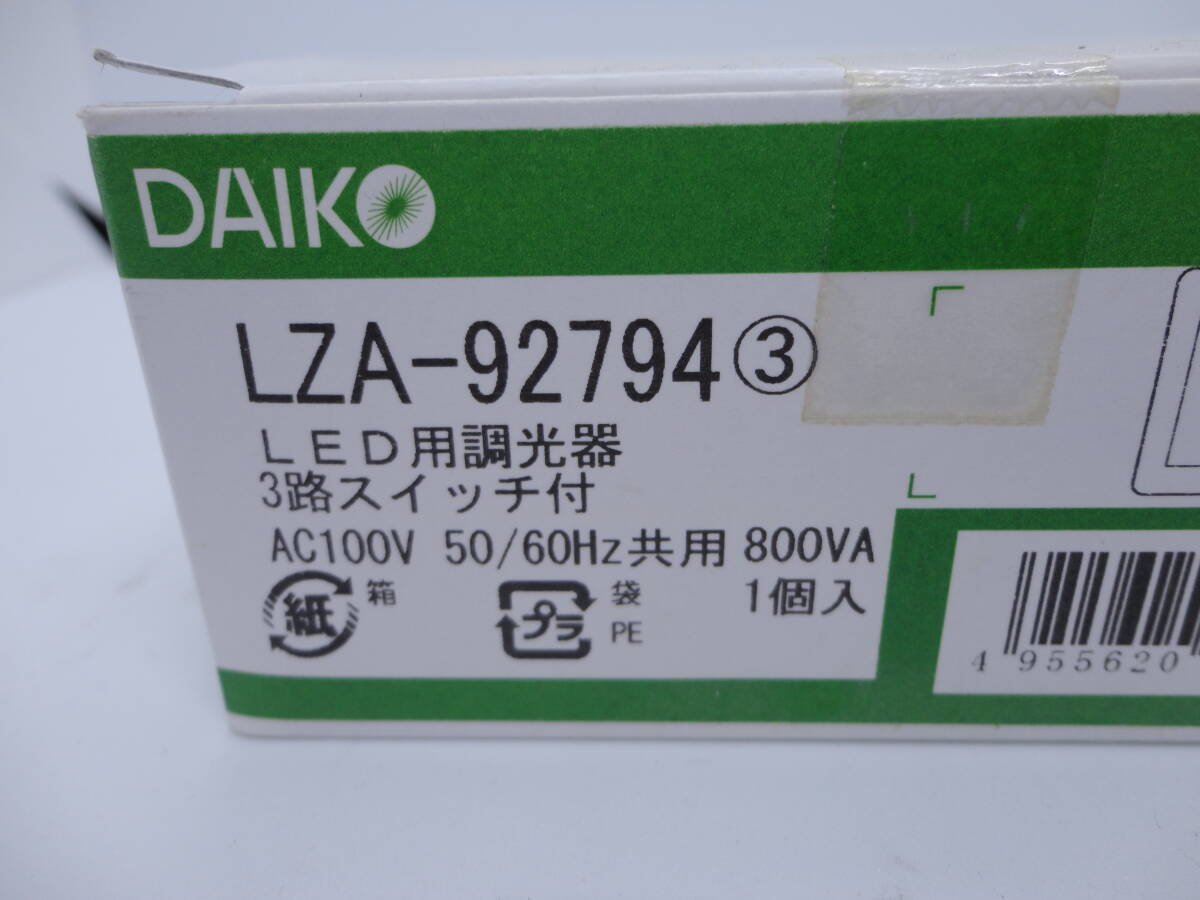 DAIKO
LZA-92794③
LED用調光器
3路スイッチ付
AC100V 50/60Hz共用 800VA
紙 箱 プラ 袋 PE 1個入
4 955620